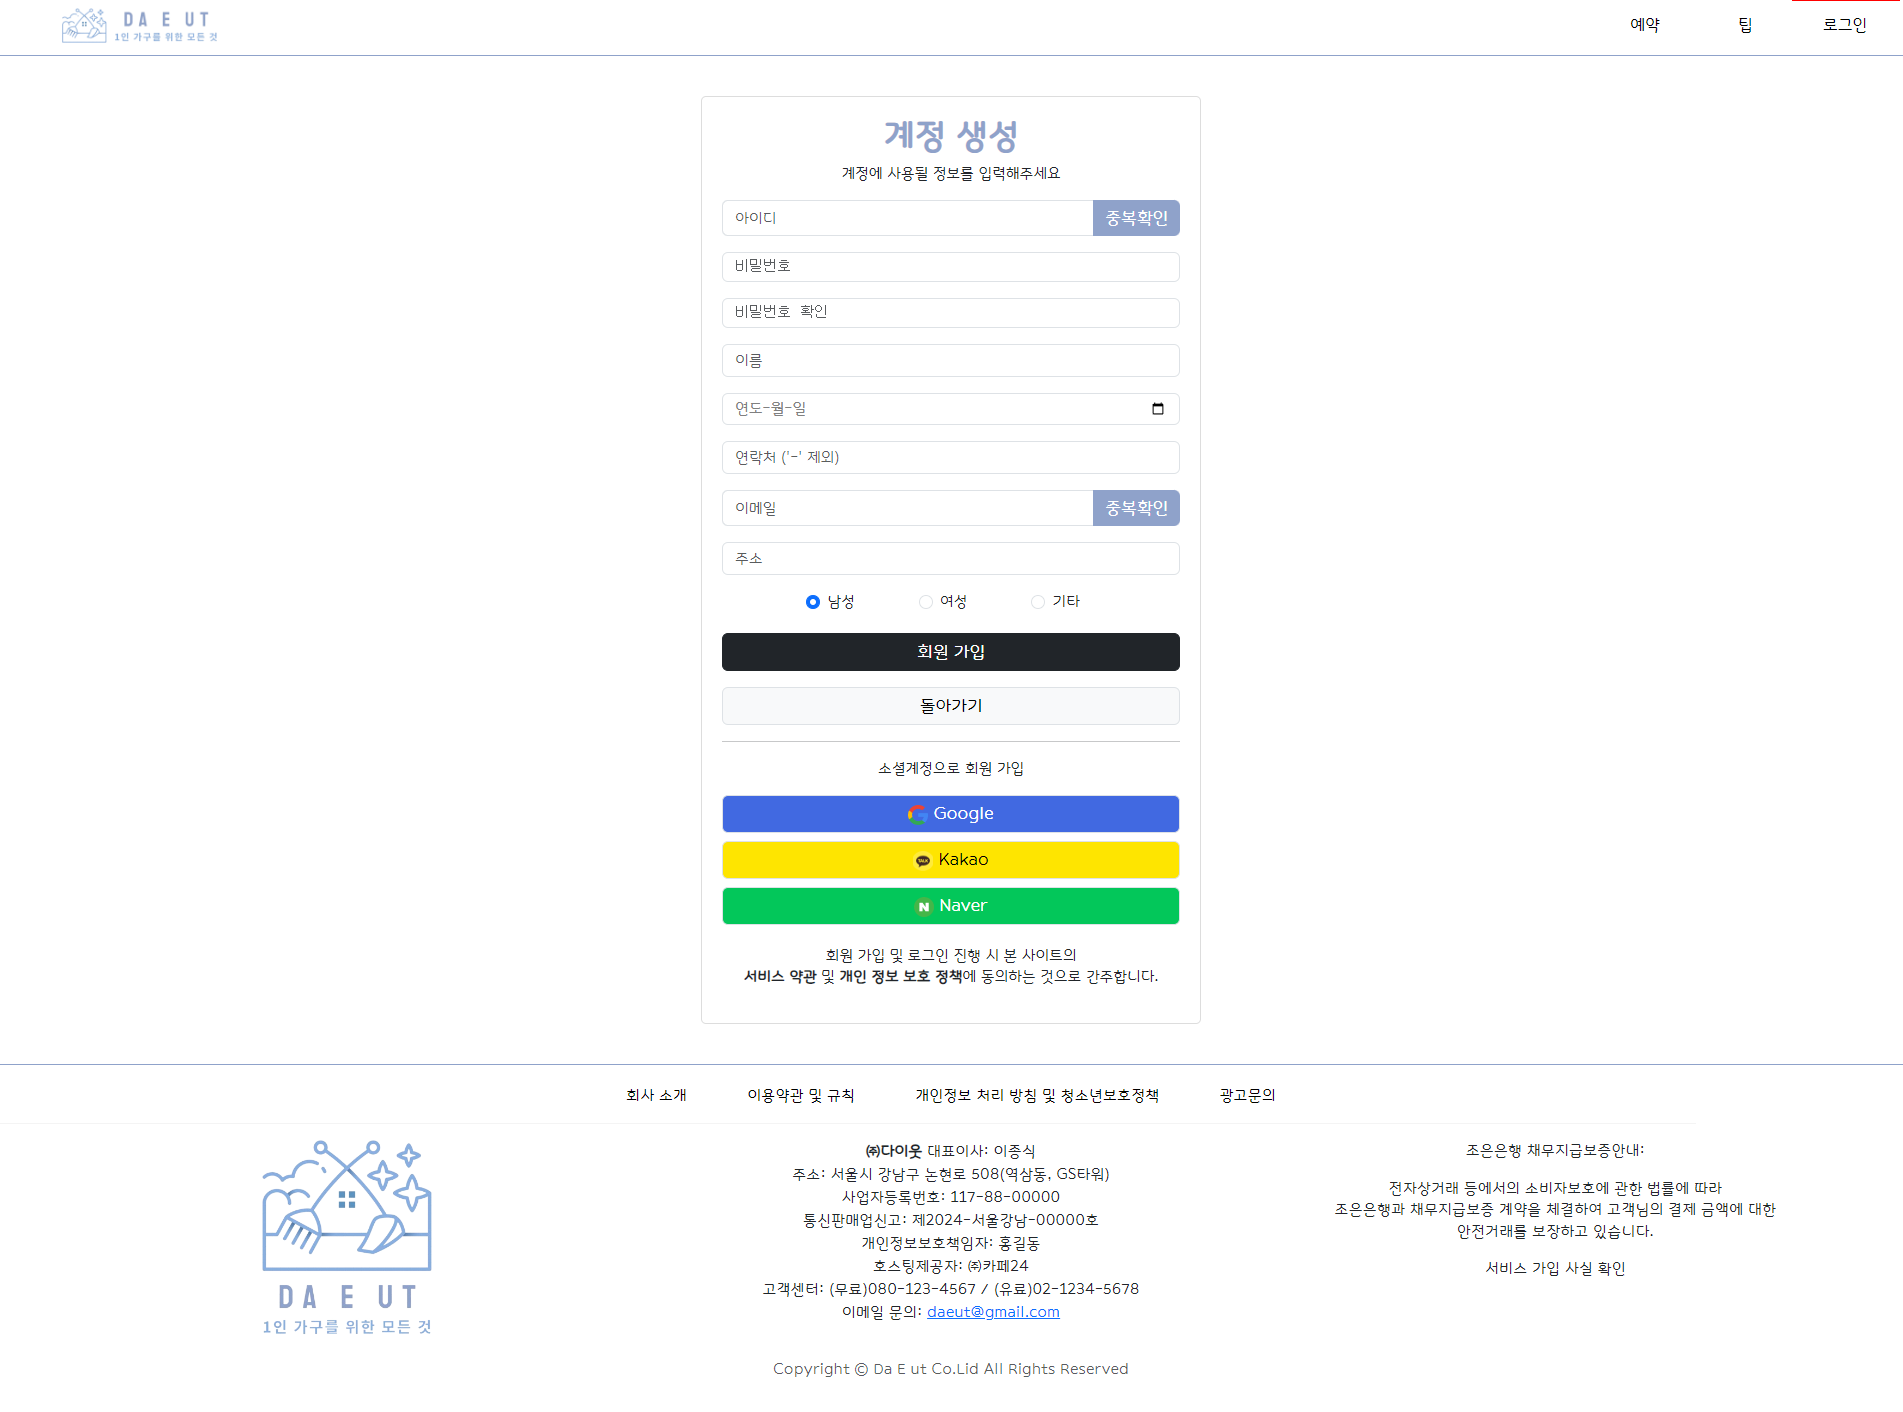 DA E UT
1인 가구를 위한 모든 것
예약
팁
로그인
계정 생성
계정에 사용될 정보를 입력해주세요
아이디
중복확인
비밀번호
비밀번호 확인
이름
연도-월-일
연락처 ('-' 제외)
이메일
중복확인
주소
남성
여성
기타
회원 가입
돌아가기
소셜계정으로 회원 가입
Google
TALK
Kakao
N
Naver
회원 가입 및 로그인 진행 시 본 사이트의
서비스 약관 및 개인 정보 보호 정책에 동의하는 것으로 간주합니다.
회사 소개
이용약관 및 규칙
개인정보 처리 방침 및 청소년보호정책
광고문의
DA E UT
1인 가구를 위한 모든 것
㈜다이웃 대표이사: 이종식
주소: 서울시 강남구 논현로 508(역삼동, GS타워)
사업자등록번호: 117-88-00000
통신판매업신고: 제2024-서울강남-00000호
개인정보보호책임자: 홍길동
호스팅제공자: ㈜카페24
고객센터: (무료)080-123-4567 / (유료)02-1234-5678
이메일 문의: daeut@gmail.com
조은은행 채무지급보증안내:
전자상거래 등에서의 소비자보호에 관한 법률에 따라
조은은행과 채무지급보증 계약을 체결하여 고객님의 결제 금액에 대한
안전거래를 보장하고 있습니다.
서비스 가입 사실 확인
Copyright © Da E ut Co.Lid All Rights Reserved